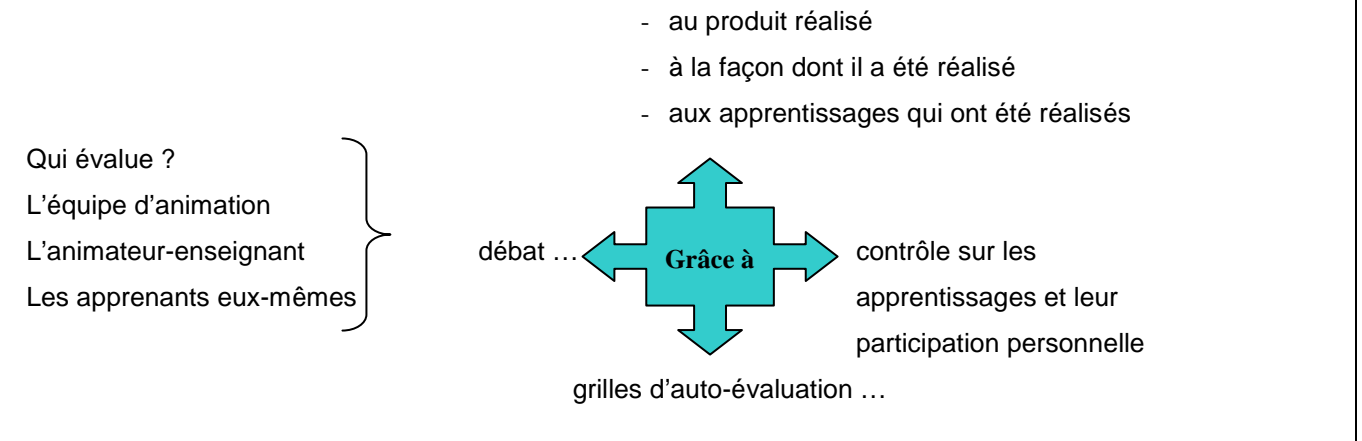 - au produit réalisé
- à la façon dont il a été réalisé
- aux apprentissages qui ont été réalisés
Qui évalue ?
L’équipe d’animation
L’animateur-enseignant
Les apprenants eux-mêmes
débat …
Grâce à
contrôle sur les
apprentissages et leur
participation personnelle
grilles d’auto-évaluation …